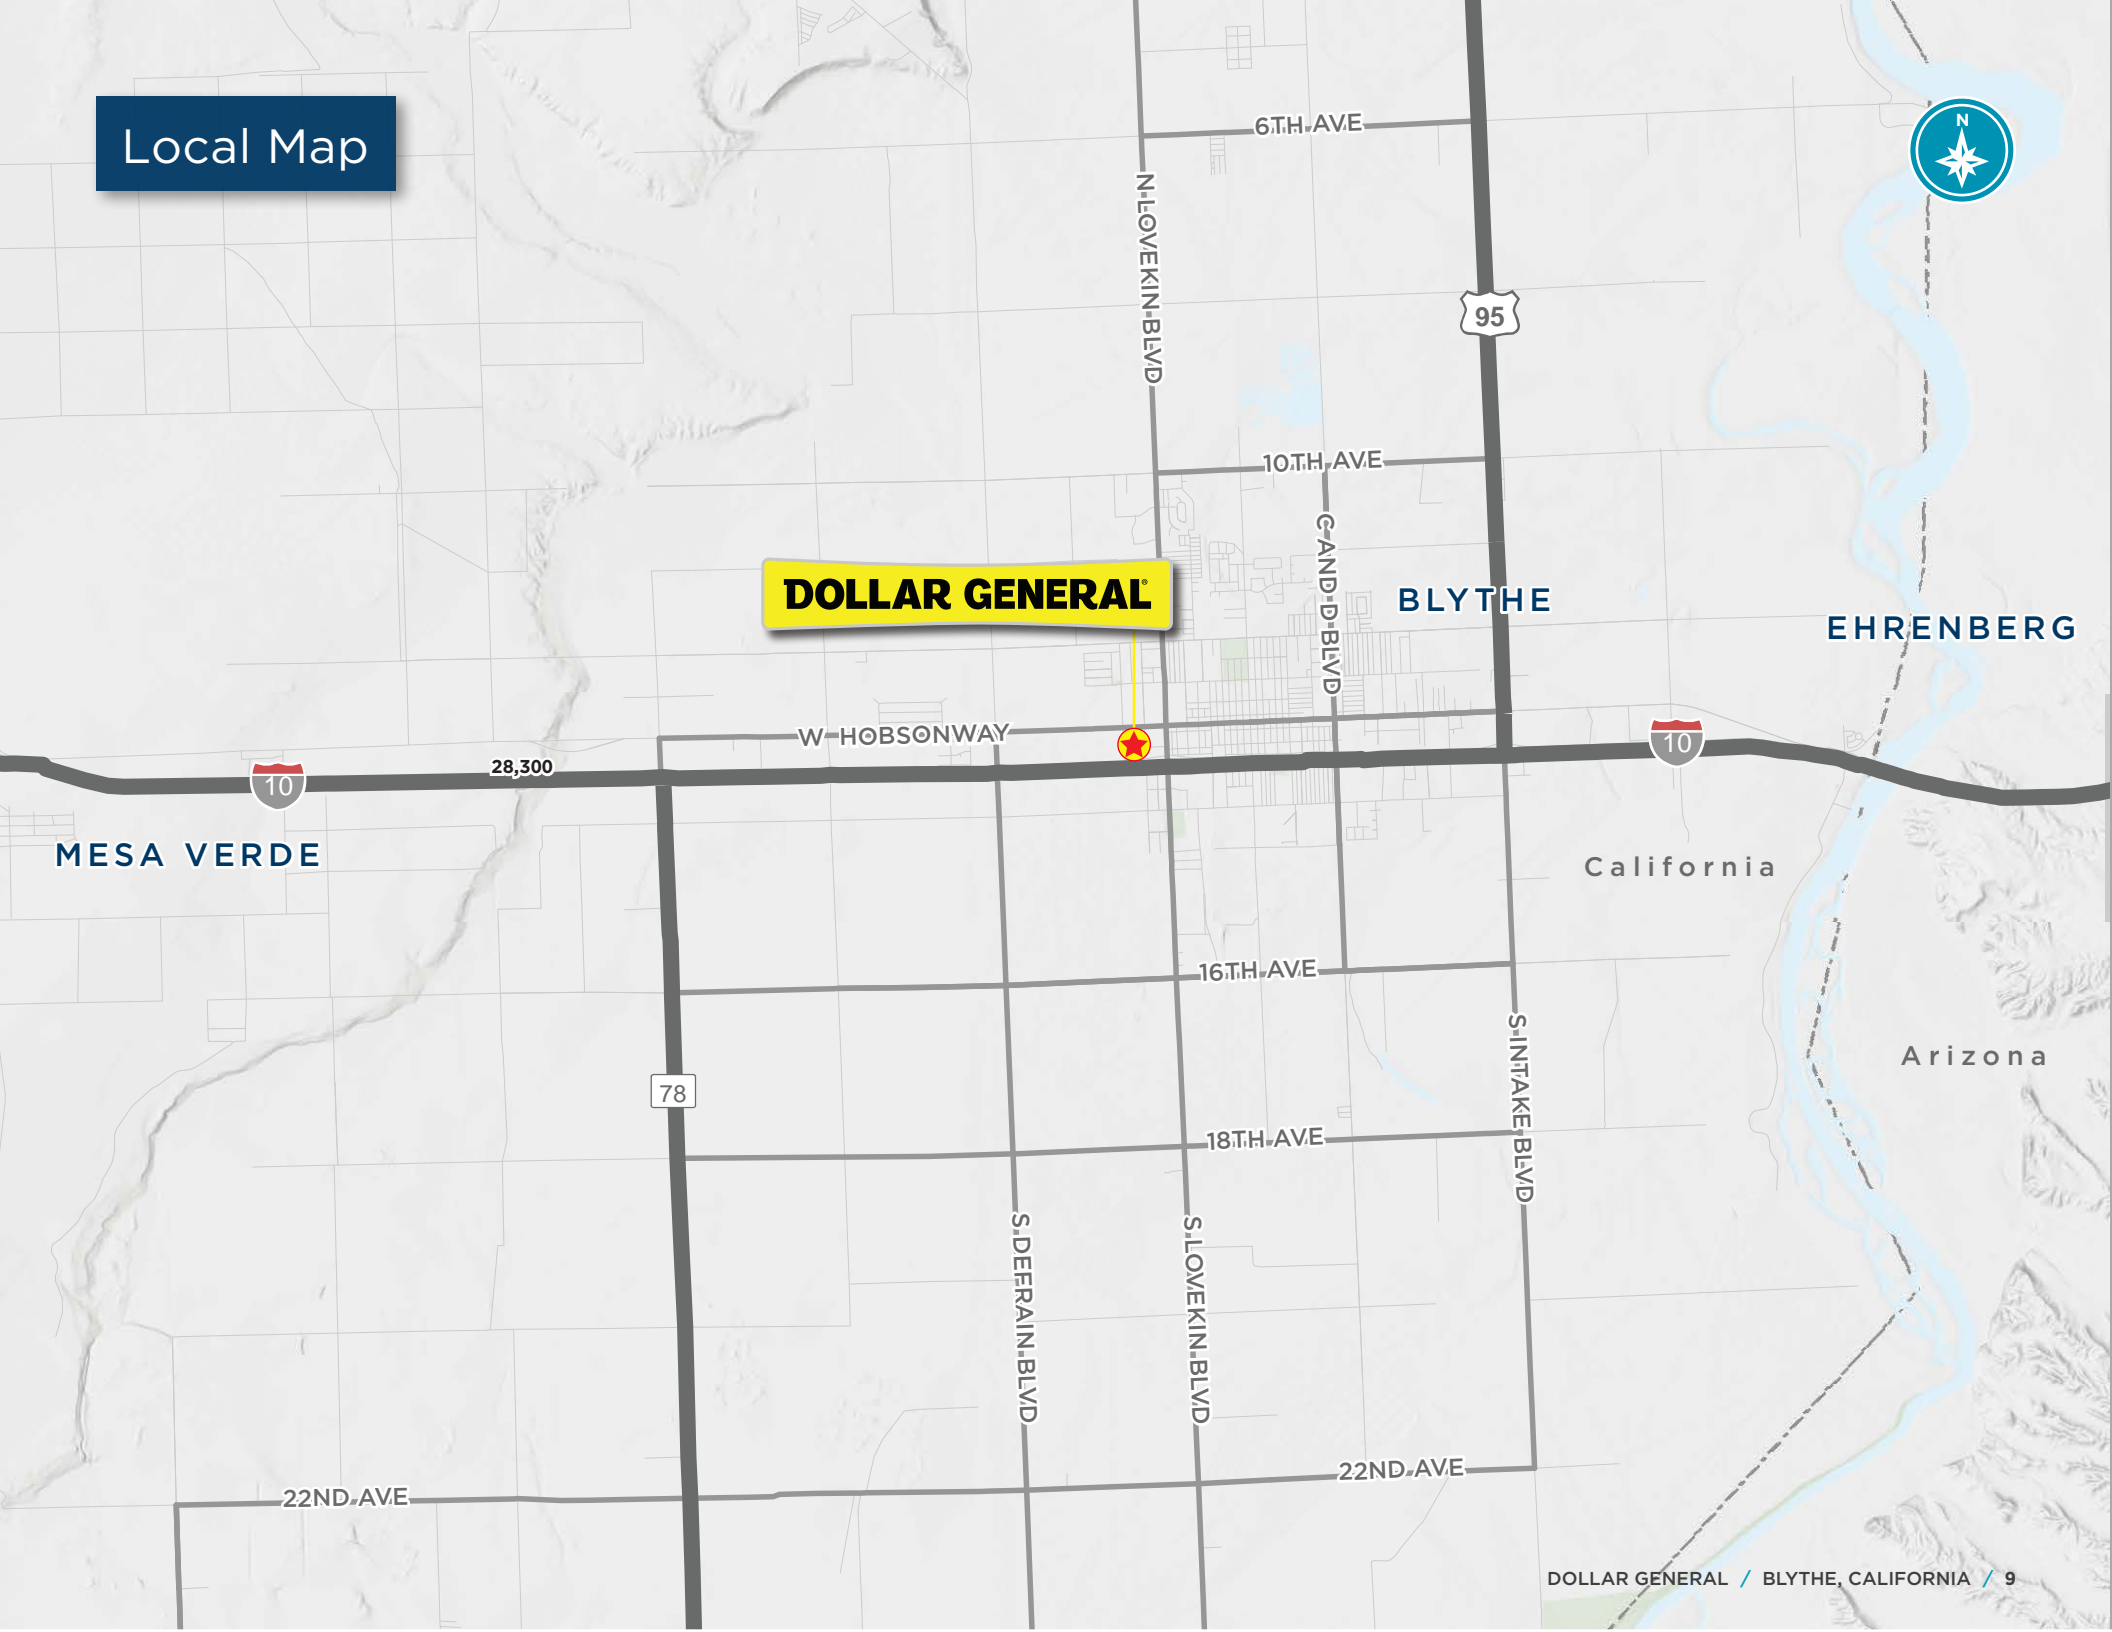 Local Map
N
6TH AVE
N LOVEKIN BLVD
95
10TH AVE
C AND D BLVD
DOLLAR GENERAL®
BLYTHE
EHRENBERG
W HOBSONWAY
28,300
10
10
MESA VERDE
California
16TH AVE
S INTAKE BLVD
Arizona
78
18TH AVE
S DEFRAIN BLVD
S LOVEKIN BLVD
22ND AVE
22ND AVE
DOLLAR GENERAL / BLYTHE, CALIFORNIA / 9